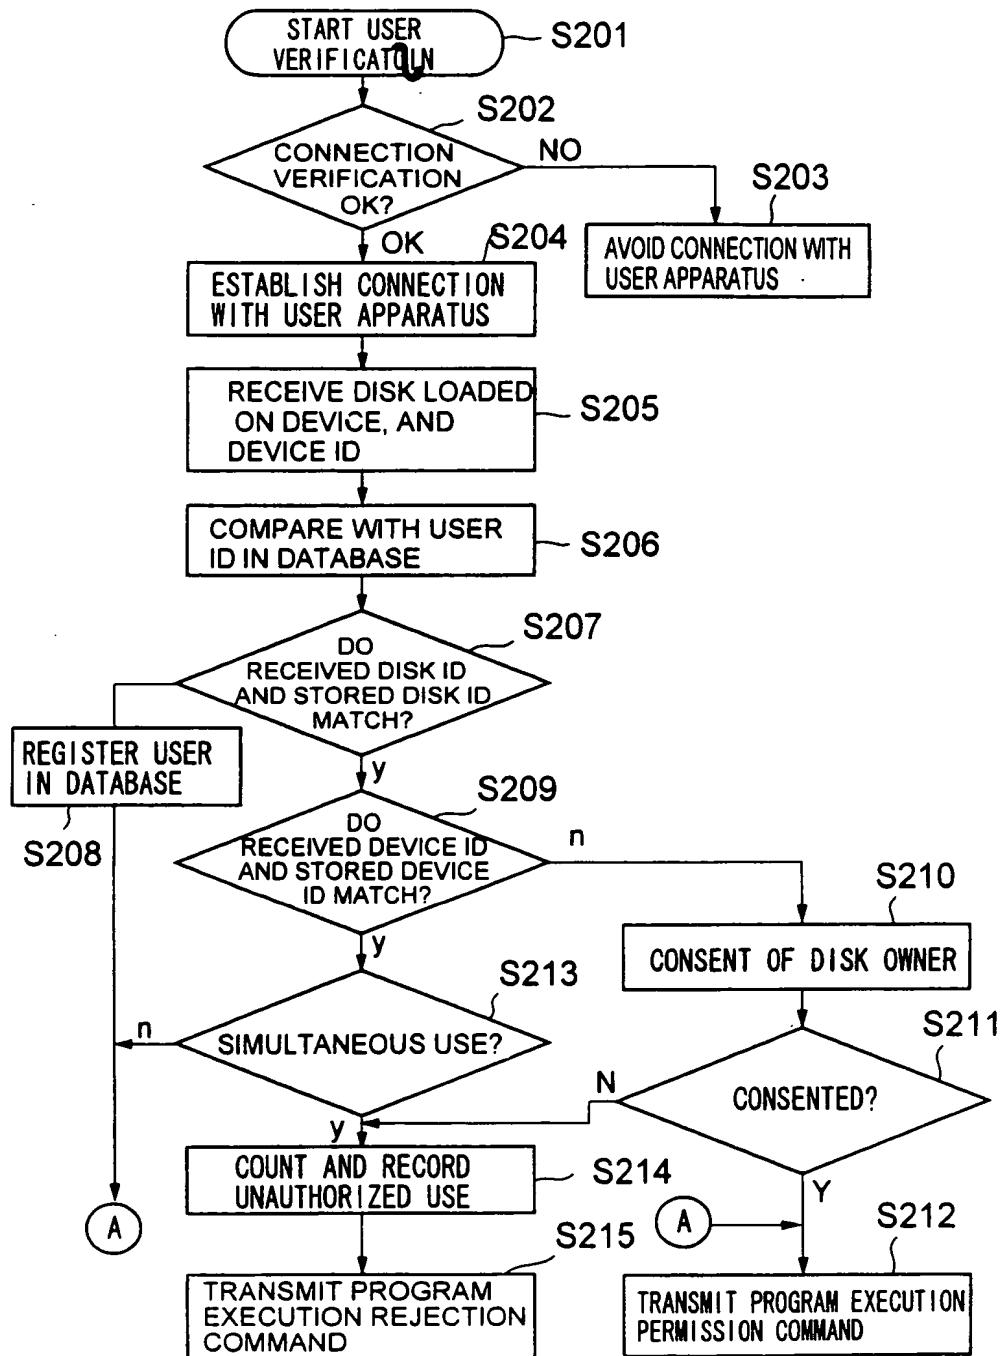 START USER
VERIFICATOIN
S201
S202
CONNECTION
VERIFICATION
OK?
NO
S203
AVOID CONNECTION WITH
USER APPARATUS
OK
S204
ESTABLISH CONNECTION
WITH USER APPARATUS
RECEIVE DISK LOADED
ON DEVICE, AND
DEVICE ID
S205
COMPARE WITH USER
ID IN DATABASE
S206
S207
DO
RECEIVED DISK ID
AND STORED DISK ID
MATCH?
REGISTER USER
IN DATABASE
S208
y
S209
DO
RECEIVED DEVICE ID
AND STORED DEVICE
ID MATCH?
n
S210
CONSENT OF DISK OWNER
y
S213
SIMULTANEOUS USE?
n
S211
CONSENTED?
N
y
COUNT AND RECORD
UNAUTHORIZED USE
S214
Y
A
A
S215
TRANSMIT PROGRAM
EXECUTION REJECTION
COMMAND
S212
TRANSMIT PROGRAM EXECUTION
PERMISSION COMMAND